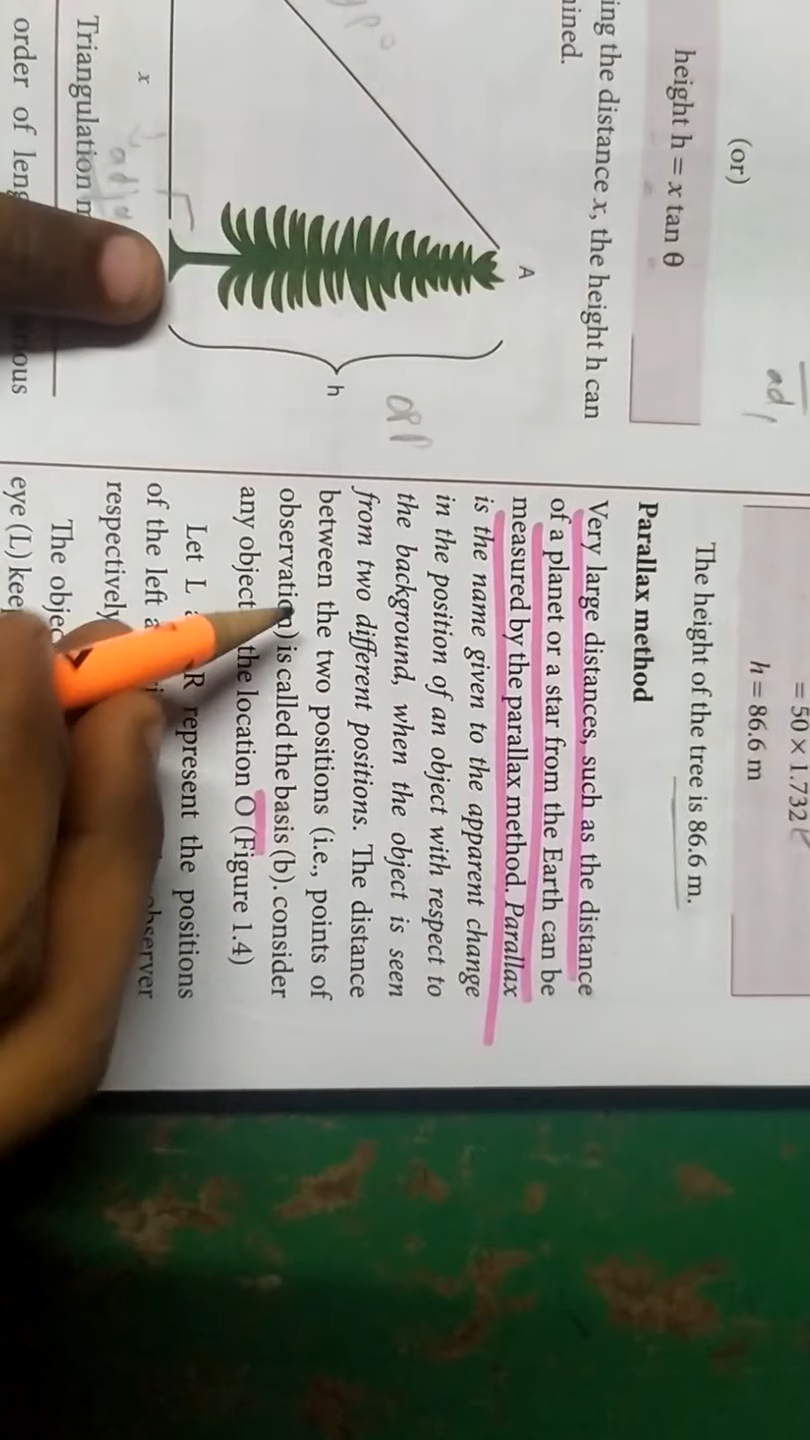 (or)
height h = x tan θ
ing the distance x, the height h can
ined.
A
h
x
Triangulation
order of
adj
opp
= 50 × 1.732
h = 86.6 m
The height of the tree is 86.6 m.
Parallax method
Very large distances, such as the distance
of a planet or a star from the Earth can be
measured by the parallax method. Parallax
is the name given to the apparent change
in the position of an object with respect to
the background, when the object is seen
from two different positions. The distance
between the two positions (i.e., points of
observation) is called the basis (b). consider
any object the location O (Figure 1.4)
Let L R represent the positions
of the left observer
respectively
The
eye (L)